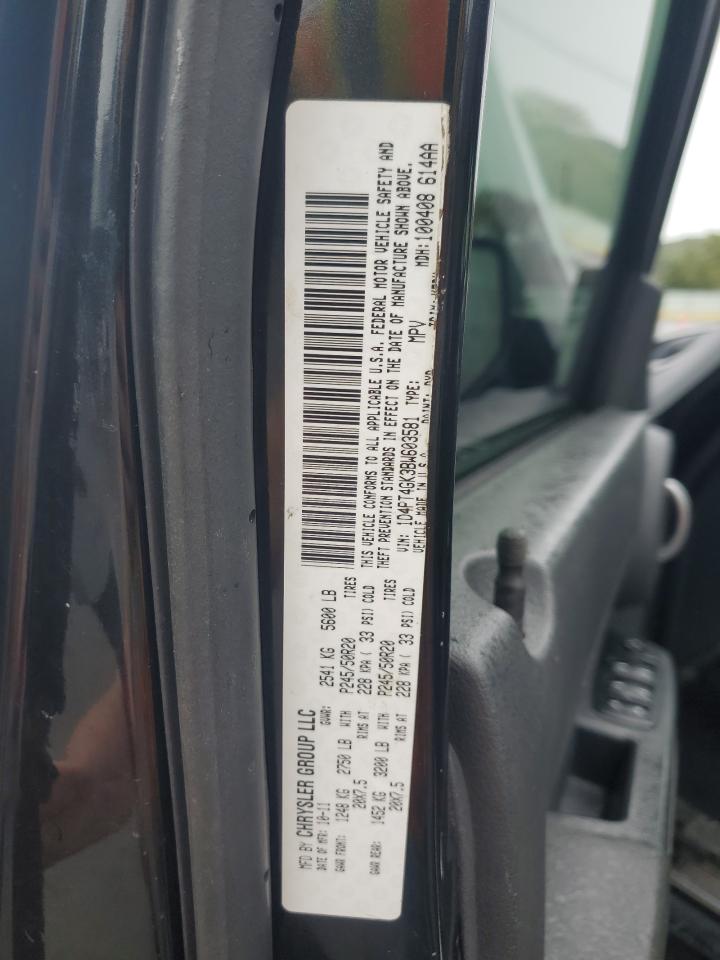 MFD BY CHRYSLER GROUP LLC
DATE OF MFR: 10-11 GVWR: 2541 KG 5600 LB
GAWR FRONT: 1248 KG 2750 LB WITH P245/50R20 TIRES
20X7.5 RIMS AT 228 KPA ( 33 PSI) COLD
GAWR REAR: 1452 KG 3200 LB WITH P245/50R20 TIRES
20X7.5 RIMS AT 228 KPA ( 33 PSI) COLD
THIS VEHICLE CONFORMS TO ALL APPLICABLE U.S.A. FEDERAL MOTOR VEHICLE SAFETY AND
THEFT PREVENTION STANDARDS IN EFFECT ON THE DATE OF MANUFACTURE SHOWN ABOVE.
VIN: 1D4PT4GK3BW603581 TYPE: MPV MDH: 100408 614AA
VEHICLE MADE IN U.S.